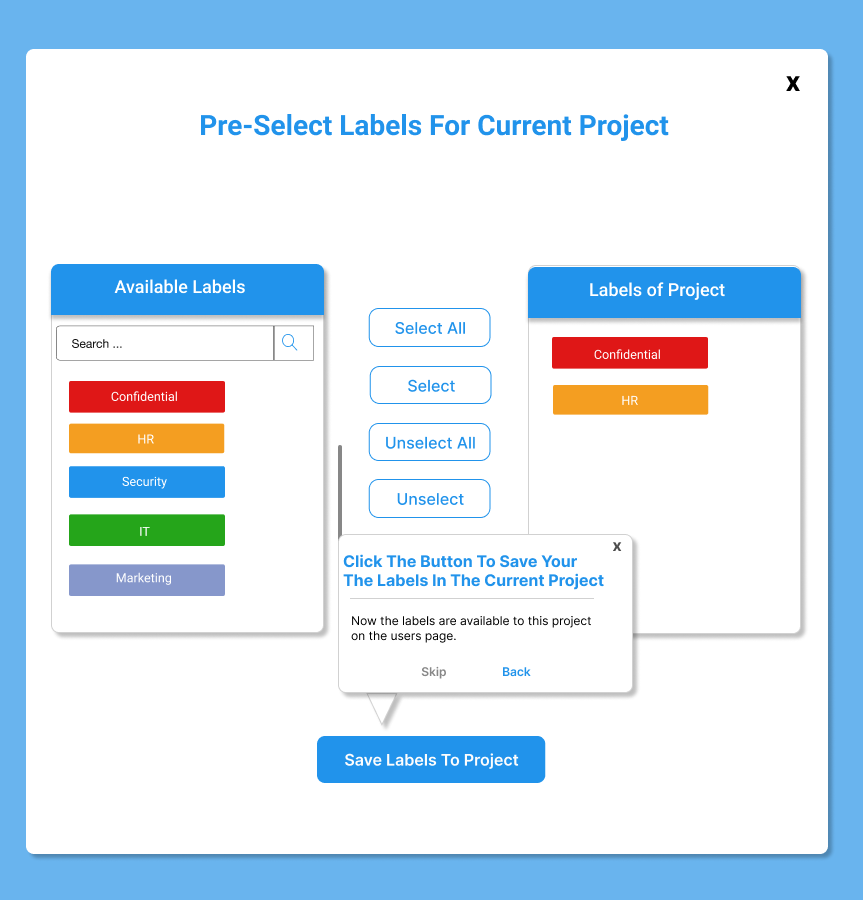 X
Pre-Select Labels For Current Project
Available Labels
Search ...
Confidential
HR
Security
IT
Marketing
Select All
Select
Unselect All
Unselect
Labels of Project
Confidential
HR
X
Click The Button To Save Your
The Labels In The Current Project
Now the labels are available to this project
on the users page.
Skip
Back
Save Labels To Project